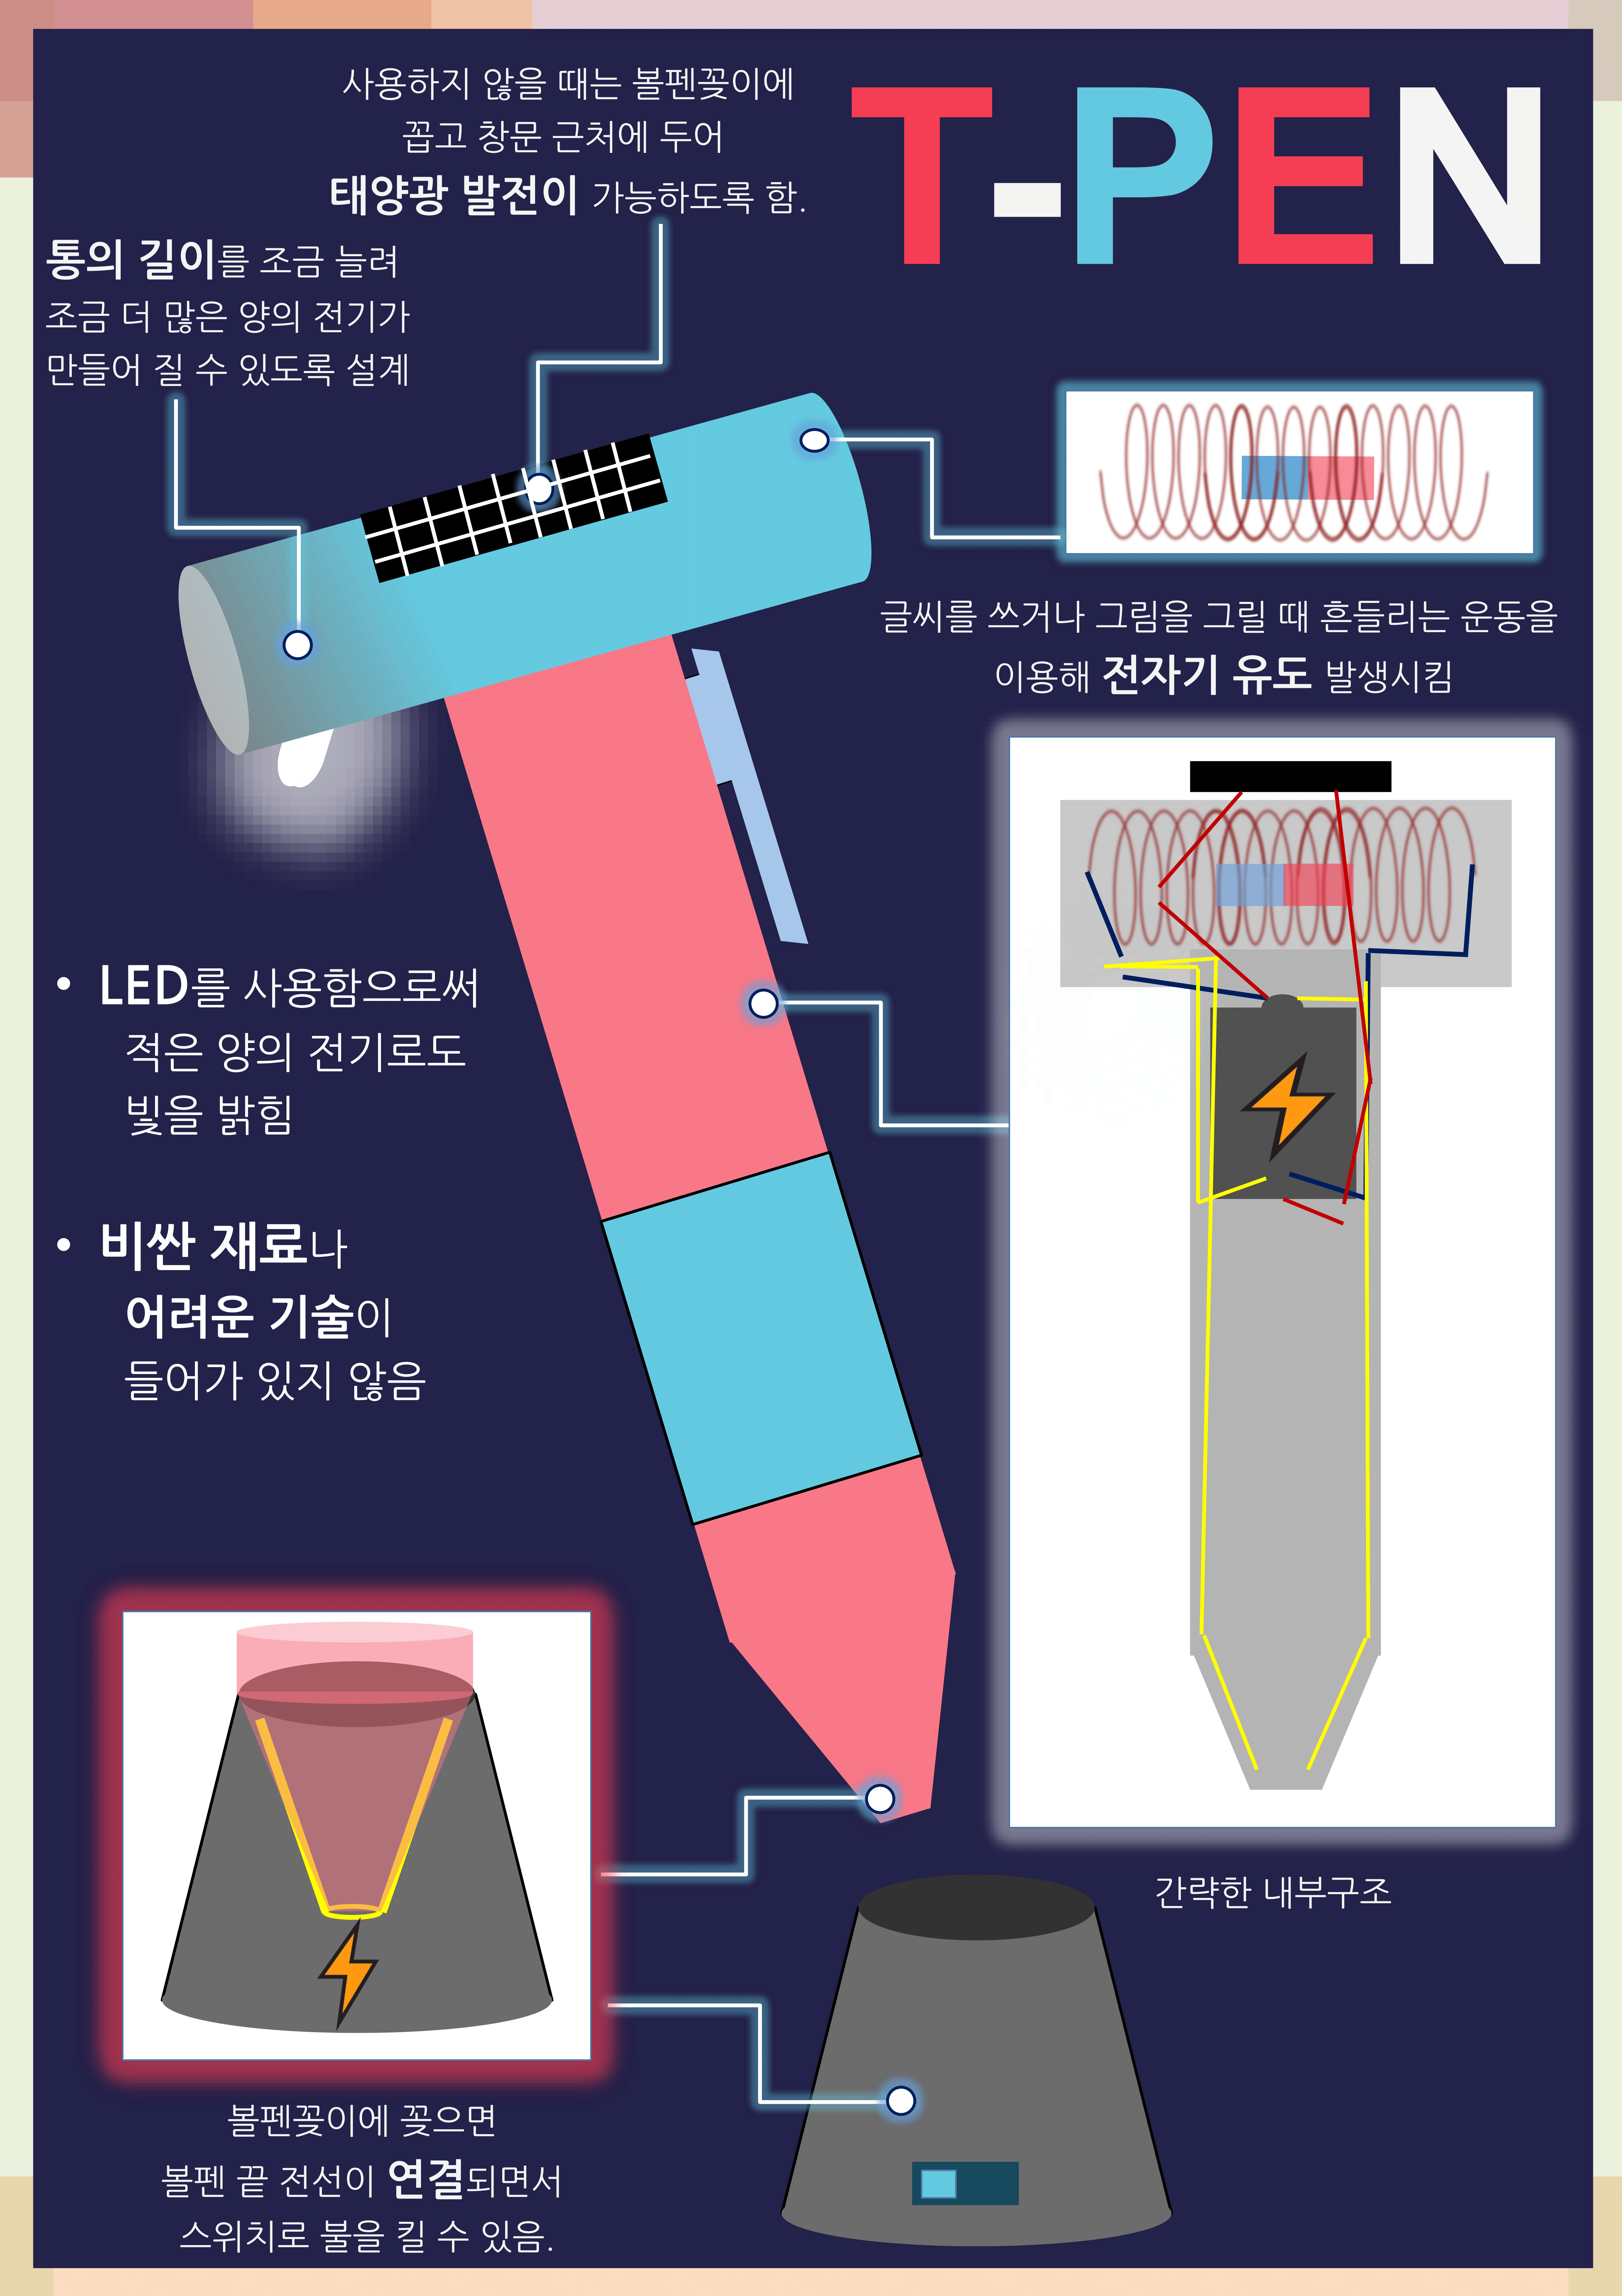 T-PEN
사용하지 않을 때는 볼펜꽂이에
꼽고 창문 근처에 두어
태양광 발전이 가능하도록 함.
통의 길이를 조금 늘려
조금 더 많은 양의 전기가
만들어 질 수 있도록 설계
글씨를 쓰거나 그림을 그릴 때 흔들리는 운동을
이용해 전자기 유도 발생시킴
• LED를 사용함으로써
적은 양의 전기로도
빛을 밝힘
• 비싼 재료나
어려운 기술이
들어가 있지 않음
간략한 내부구조
볼펜꽂이에 꽂으면
볼펜 끝 전선이 연결되면서
스위치로 불을 킬 수 있음.